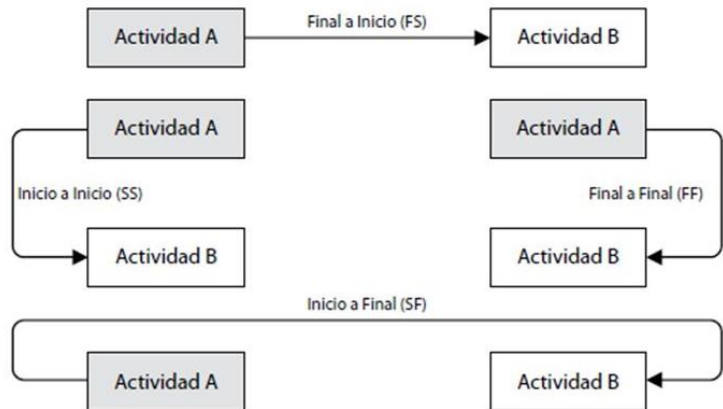 Actividad A
Final a Inicio (FS)
Actividad B
Actividad A
Actividad A
Inicio a Inicio (SS)
Final a Final (FF)
Actividad B
Actividad B
Inicio a Final (SF)
Actividad A
Actividad B